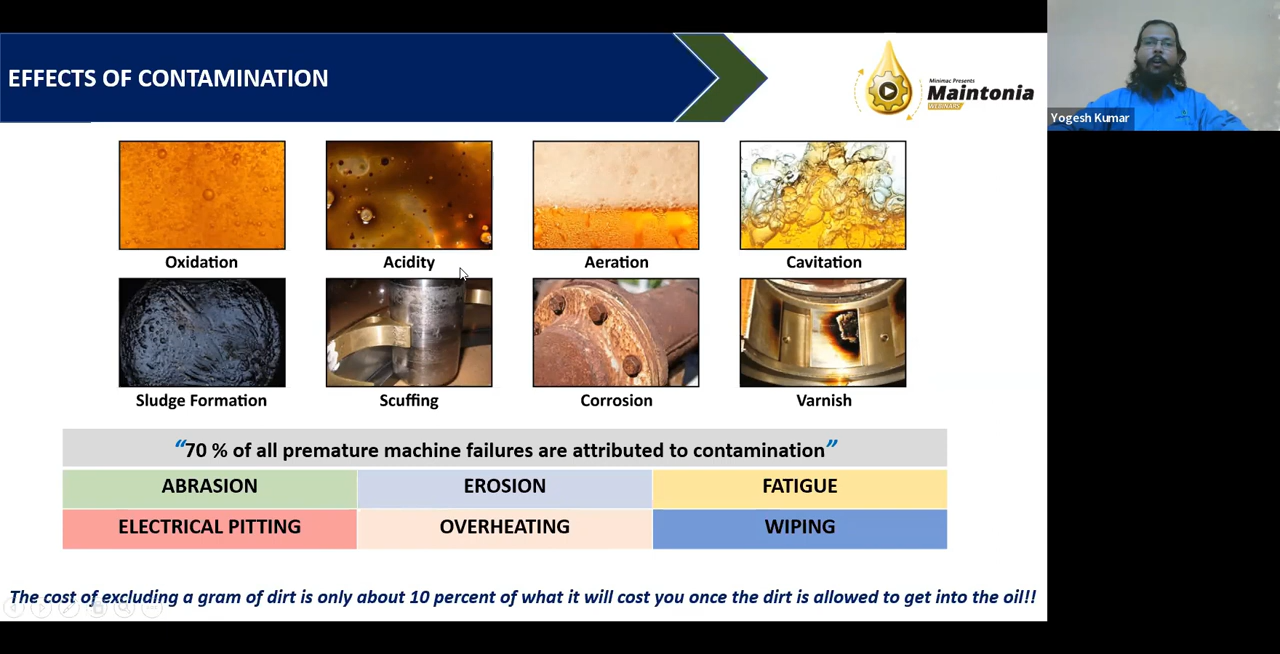 EFFECTS OF CONTAMINATION
Minimac Presents
Maintonia
WEBINARS
Yogesh Kumar
Oxidation
Acidity
Aeration
Cavitation
Sludge Formation
Scuffing
Corrosion
Varnish
“70 % of all premature machine failures are attributed to contamination”
ABRASION
EROSION
FATIGUE
ELECTRICAL PITTING
OVERHEATING
WIPING
The cost of excluding a gram of dirt is only about 10 percent of what it will cost you once the dirt is allowed to get into the oil!!